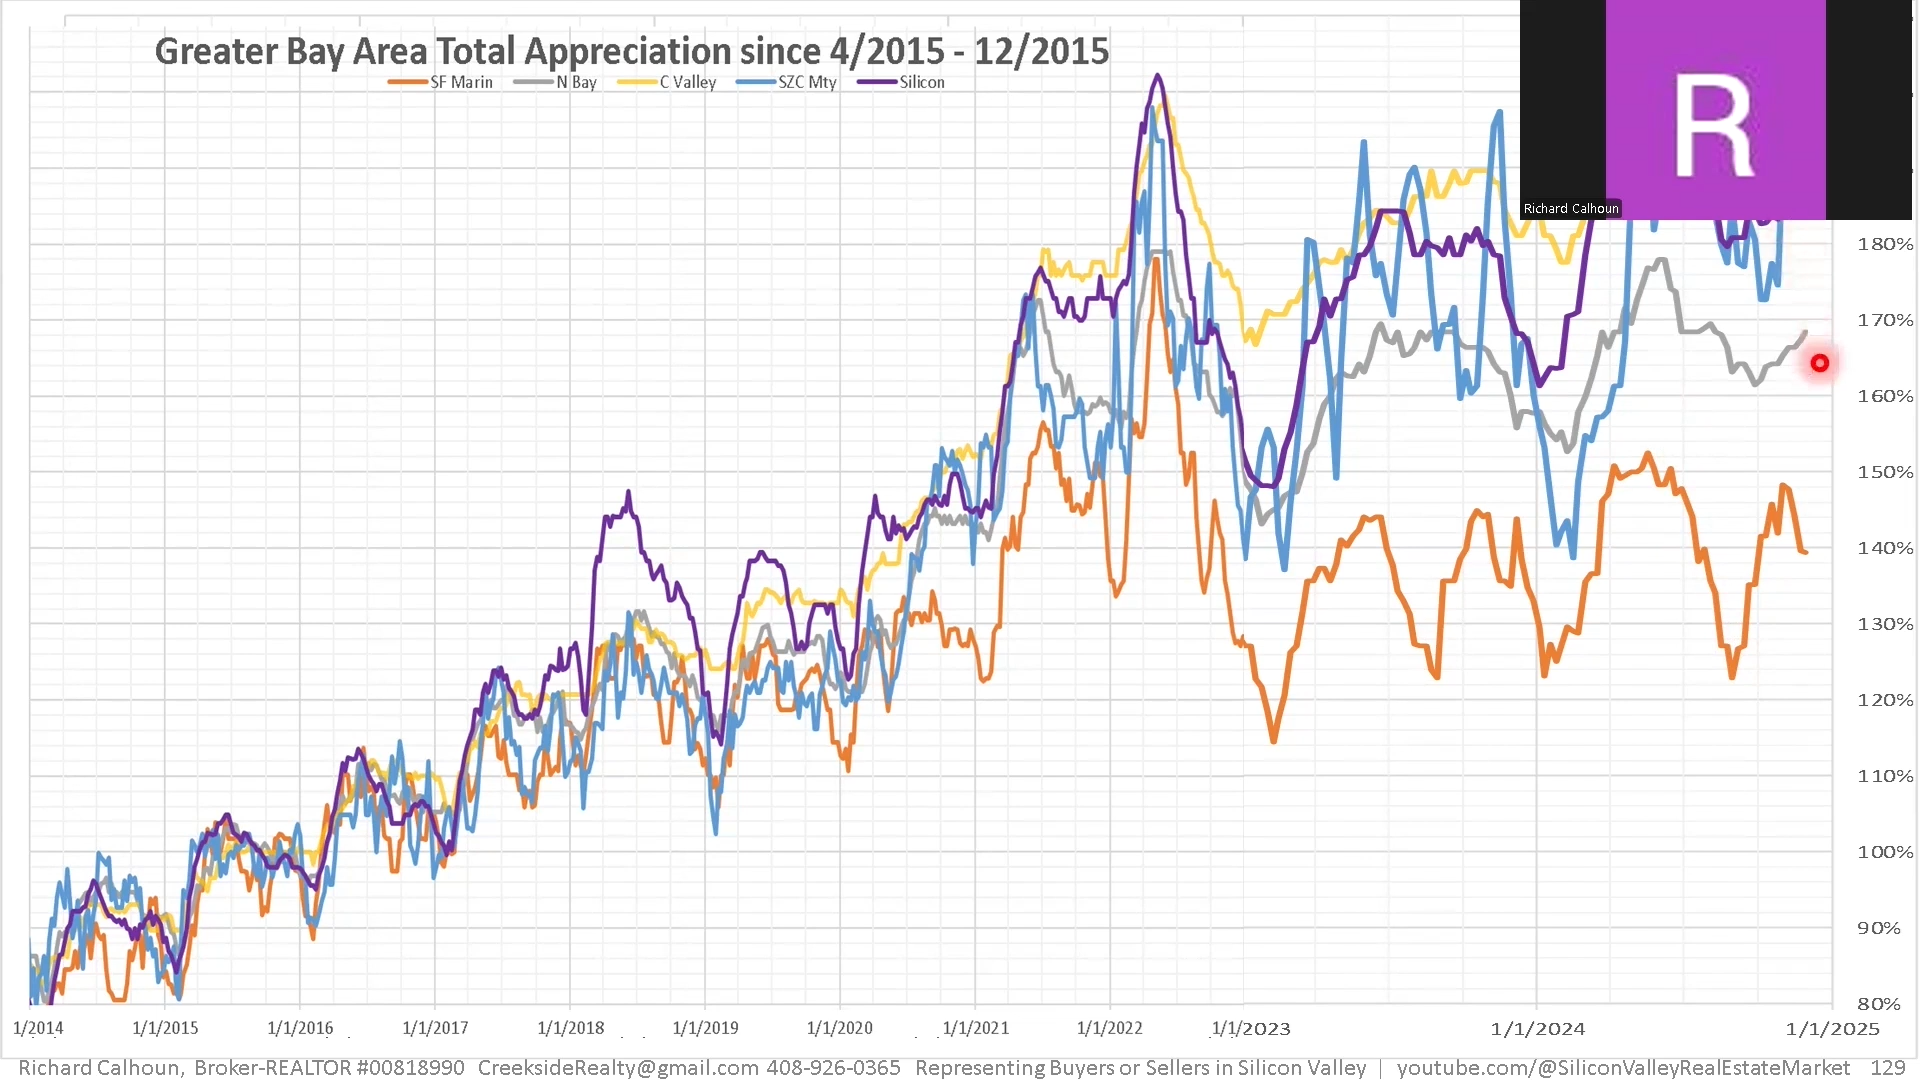 Greater Bay Area Total Appreciation since 4/2015 - 12/2015
SF Marin N Bay C Valley SZC Mty Silicon
R
Richard Calhoun
180%
170%
160%
150%
140%
130%
120%
110%
100%
90%
80%
1/2014 1/1/2015 1/1/2016 1/1/2017 1/1/2018 1/1/2019 1/1/2020 1/1/2021 1/1/2022 1/1/2023 1/1/2024 1/1/2025
Richard Calhoun, Broker-REALTOR #00818990 CreeksideRealty@gmail.com 408-926-0365 Representing Buyers or Sellers in Silicon Valley | youtube.com/@SiliconValleyRealEstateMarket 129